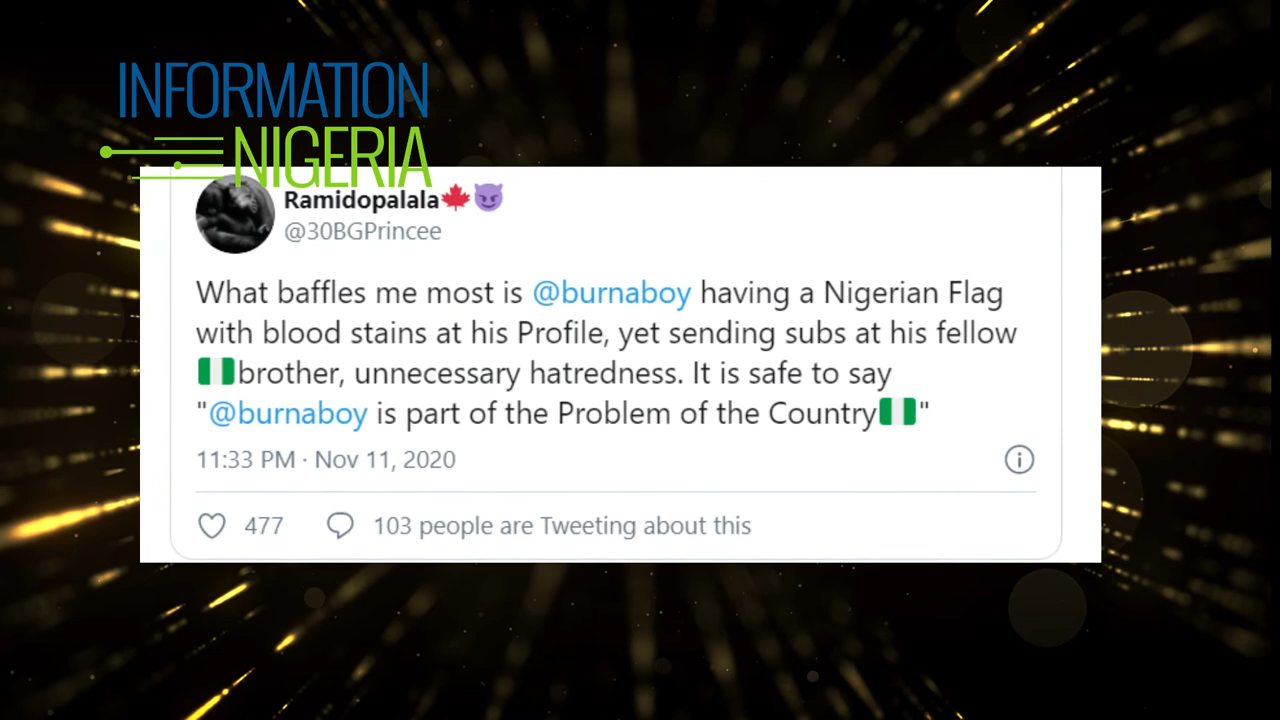 INFORMATION
NIGERIA
Ramidopalala🍁😈
@30BGPrincee
What baffles me most is @burnaboy having a Nigerian Flag
with blood stains at his Profile, yet sending subs at his fellow
🇳🇬brother, unnecessary hatredness. It is safe to say
"@burnaboy is part of the Problem of the Country🇳🇬"
11:33 PM · Nov 11, 2020
477 103 people are Tweeting about this